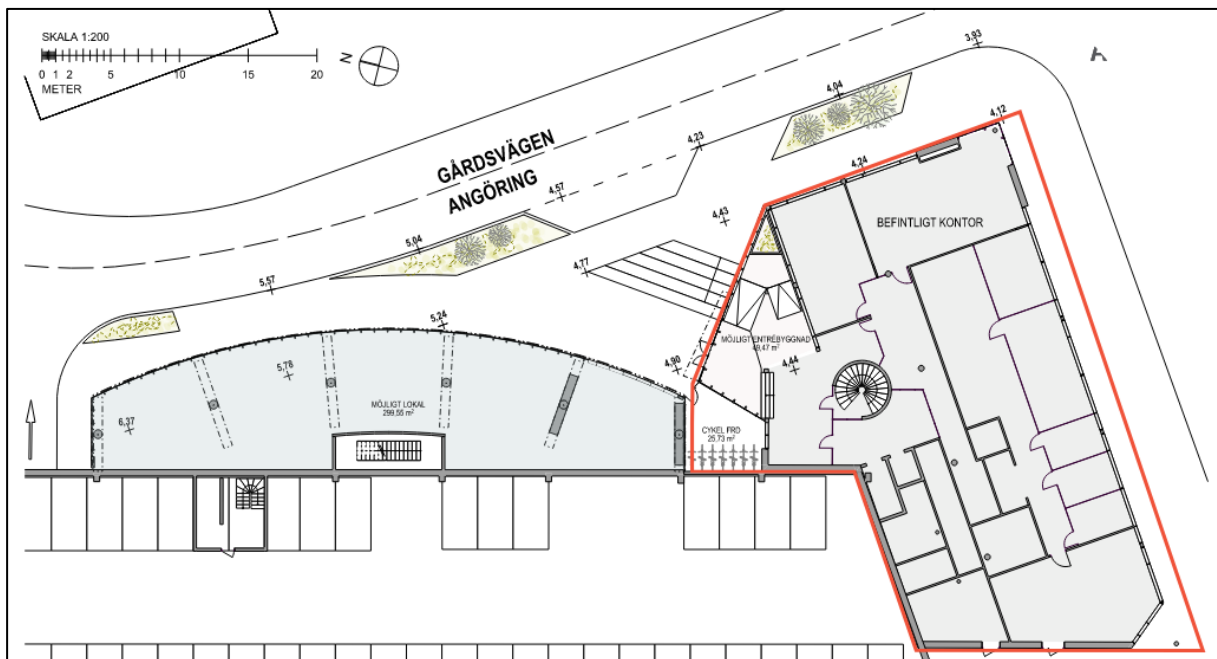 SKALA 1:200
0 1 2 5 10 15 20
METER
N
3,93
4,04
4,12
4,23
GÅRDSVÄGEN
ANGÖRING
4,24
4,57
4,43
BEFINTLIGT KONTOR
5,04
4,77
5,57
5,24
MÖJLIGT ENTRÉBYGGNAD
49,47 m²
4,90
4,44
5,78
MÖJLIGT LOKAL
299,55 m²
6,37
CYKEL FRD
25,73 m²